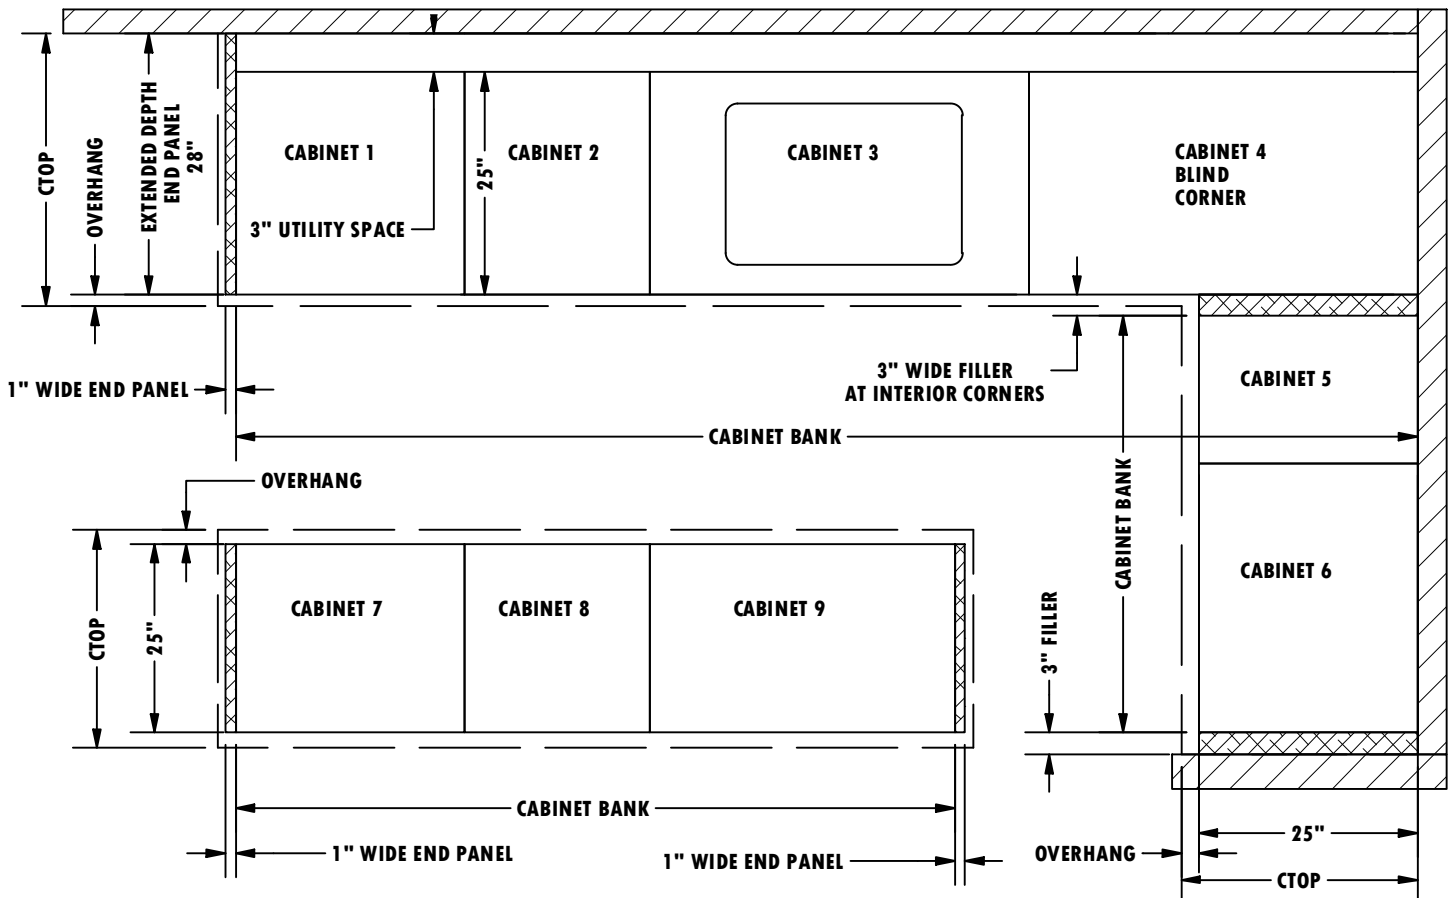 CABINET 1
CABINET 2
CABINET 3
CABINET 4
BLIND
CORNER
CTOP
OVERHANG
EXTENDED DEPTH
END PANEL
28"
25"
3" UTILITY SPACE
1" WIDE END PANEL
3" WIDE FILLER
AT INTERIOR CORNERS
CABINET 5
CABINET BANK
OVERHANG
CABINET BANK
CABINET 6
CTOP
25"
CABINET 7
CABINET 8
CABINET 9
3" FILLER
CABINET BANK
1" WIDE END PANEL
1" WIDE END PANEL
OVERHANG
25"
CTOP